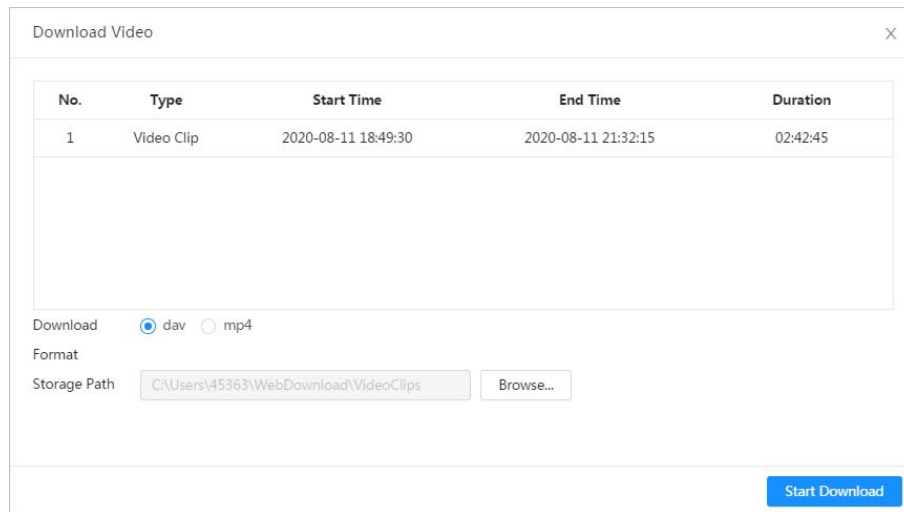 Download Video X
No. Type Start Time End Time Duration
1 Video Clip 2020-08-11 18:49:30 2020-08-11 21:32:15 02:42:45
Download dav mp4
Format
Storage Path C:\Users\45363\WebDownload\VideoClips Browse...
Start Download